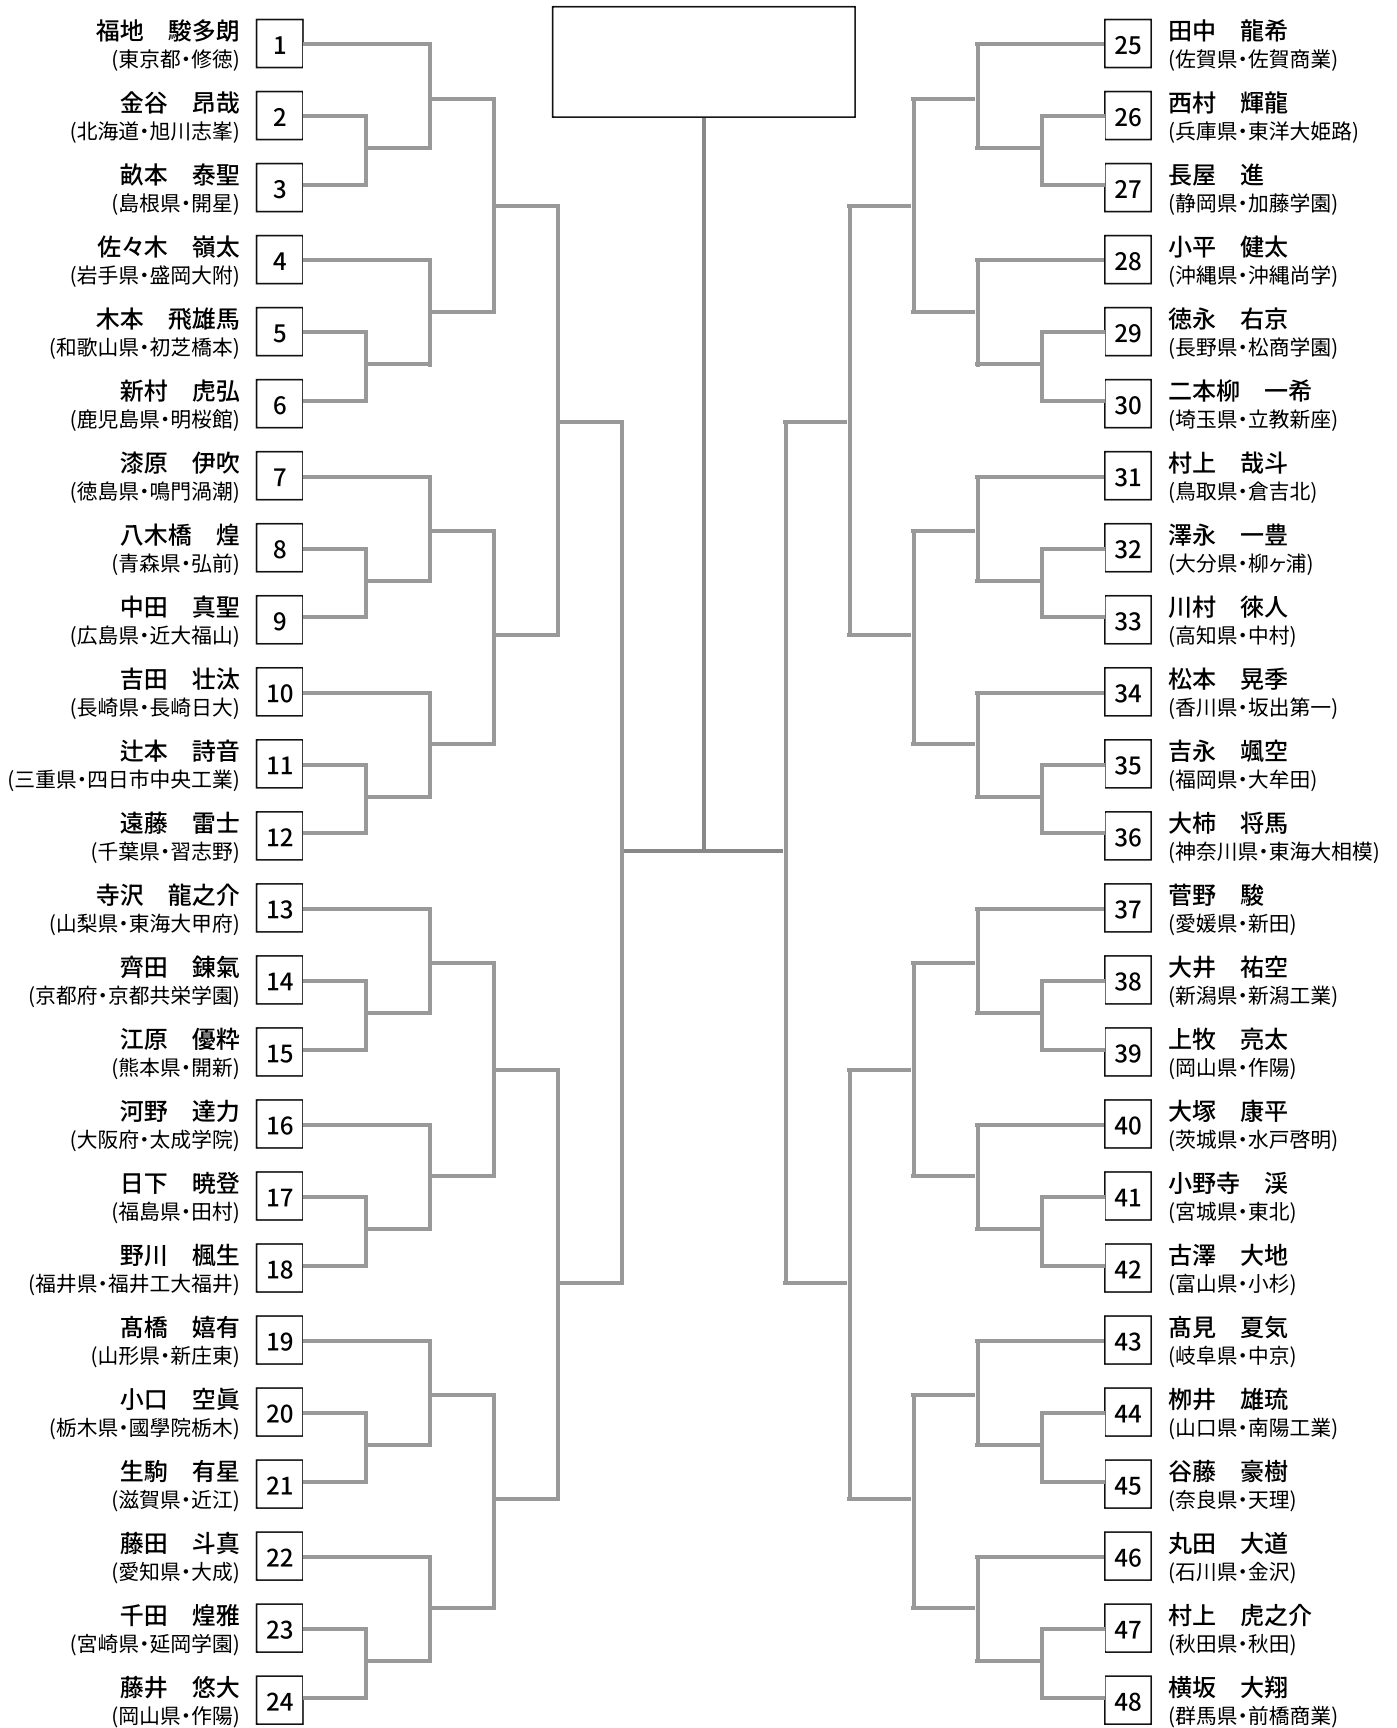 福地　駿多朗
(東京都・修徳)
1
金谷　昂哉
(北海道・旭川志峯)
2
畝本　泰聖
(島根県・開星)
3
佐々木　嶺太
(岩手県・盛岡大附)
4
木本　飛雄馬
(和歌山県・初芝橋本)
5
新村　虎弘
(鹿児島県・明桜館)
6
漆原　伊吹
(徳島県・鳴門渦潮)
7
八木橋　煌
(青森県・弘前)
8
中田　真聖
(広島県・近大福山)
9
吉田　壮汰
(長崎県・長崎日大)
10
辻本　詩音
(三重県・四日市中央工業)
11
遠藤　雷士
(千葉県・習志野)
12
寺沢　龍之介
(山梨県・東海大甲府)
13
齊田　錬氣
(京都府・京都共栄学園)
14
江原　優粋
(熊本県・開新)
15
河野　達力
(大阪府・太成学院)
16
日下　暁登
(福島県・田村)
17
野川　楓生
(福井県・福井工大福井)
18
髙橋　嬉有
(山形県・新庄東)
19
小口　空眞
(栃木県・國學院栃木)
20
生駒　有星
(滋賀県・近江)
21
藤田　斗真
(愛知県・大成)
22
千田　煌雅
(宮崎県・延岡学園)
23
藤井　悠大
(岡山県・作陽)
24
25
田中　龍希
(佐賀県・佐賀商業)
26
西村　輝龍
(兵庫県・東洋大姫路)
27
長屋　進
(静岡県・加藤学園)
28
小平　健太
(沖縄県・沖縄尚学)
29
徳永　右京
(長野県・松商学園)
30
二本柳　一希
(埼玉県・立教新座)
31
村上　哉斗
(鳥取県・倉吉北)
32
澤永　一豊
(大分県・柳ヶ浦)
33
川村　徠人
(高知県・中村)
34
松本　晃季
(香川県・坂出第一)
35
吉永　颯空
(福岡県・大牟田)
36
大柿　将馬
(神奈川県・東海大相模)
37
菅野　駿
(愛媛県・新田)
38
大井　祐空
(新潟県・新潟工業)
39
上牧　亮太
(岡山県・作陽)
40
大塚　康平
(茨城県・水戸啓明)
41
小野寺　渓
(宮城県・東北)
42
古澤　大地
(富山県・小杉)
43
髙見　夏気
(岐阜県・中京)
44
栁井　雄琉
(山口県・南陽工業)
45
谷藤　豪樹
(奈良県・天理)
46
丸田　大道
(石川県・金沢)
47
村上　虎之介
(秋田県・秋田)
48
横坂　大翔
(群馬県・前橋商業)